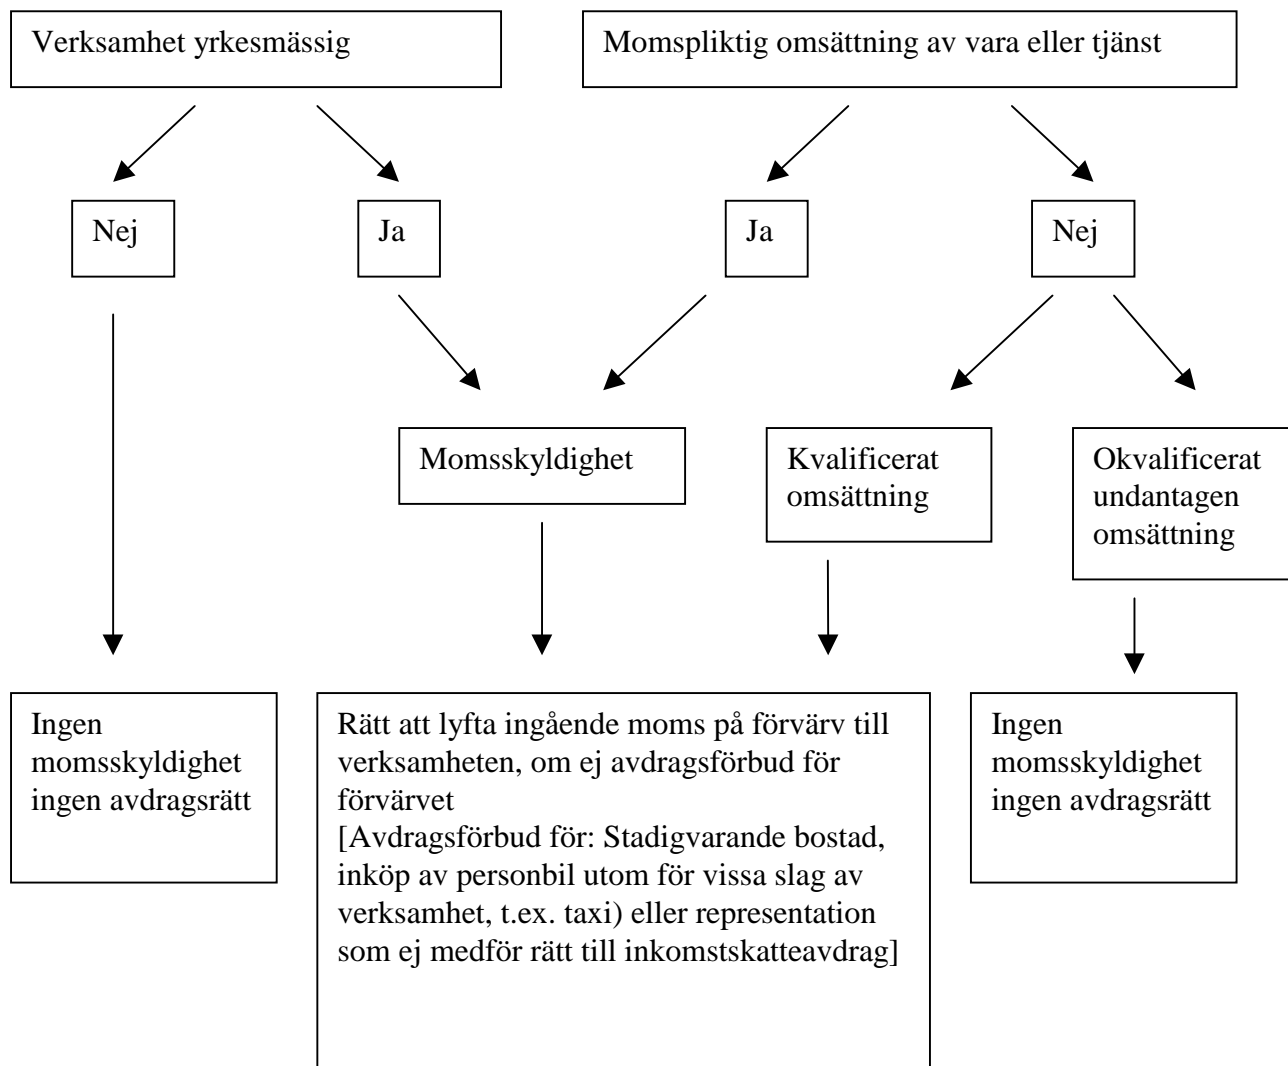 Verksamhet yrkesmässig
Momspliktig omsättning av vara eller tjänst
Nej
Ja
Ja
Nej
Momsskyldighet
Kvalificerat
omsättning
Okvalificerat
undantagen
omsättning
Ingen
momsskyldighet
ingen avdragsrätt
Rätt att lyfta ingående moms på förvärv till
verksamheten, om ej avdragsförbud för
förvärvet
[Avdragsförbud för: Stadigvarande bostad,
inköp av personbil utom för vissa slag av
verksamhet, t.ex. taxi) eller representation
som ej medför rätt till inkomstskatteavdrag]
Ingen
momsskyldighet
ingen avdragsrätt